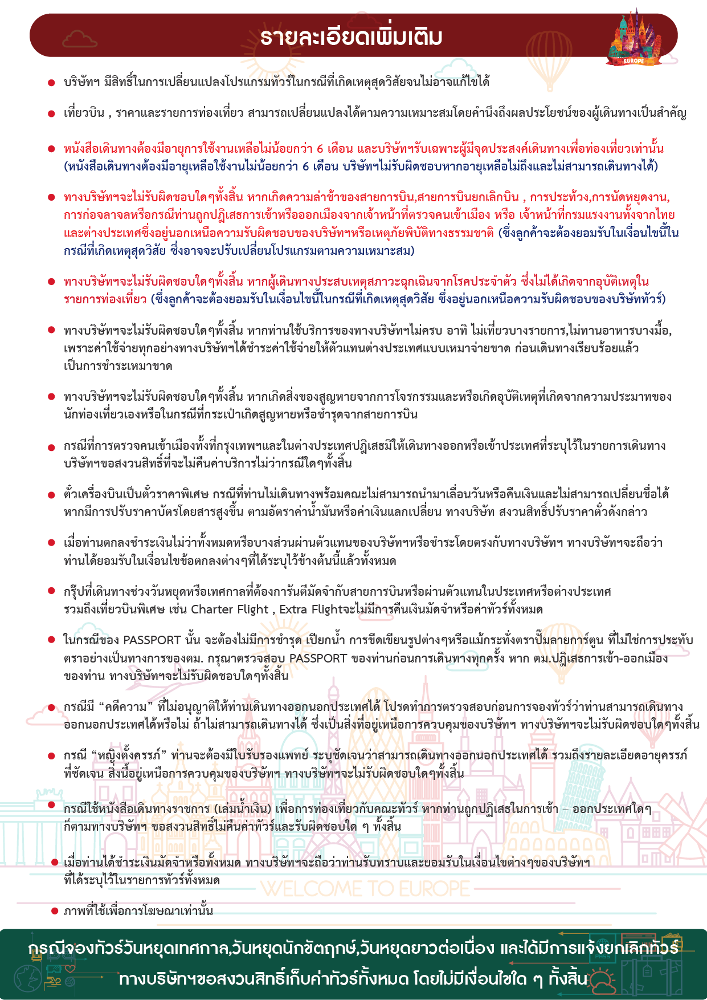 รายละเอียดเพิ่มเติม
EUROPE
บริษัทฯ มีสิทธิ์ในการเปลี่ยนแปลงโปรแกรมทัวร์ในกรณีที่เกิดเหตุสุดวิสัยจนไม่อาจแก้ไขได้
เที่ยวบิน , ราคาและรายการท่องเที่ยว สามารถเปลี่ยนแปลงได้ตามความเหมาะสมโดยคำนึงถึงผลประโยชน์ของผู้เดินทางเป็นสำคัญ
หนังสือเดินทางต้องมีอายุการใช้งานเหลือไม่น้อยกว่า 6 เดือน และบริษัทฯรับเฉพาะผู้มีจุดประสงค์เดินทางเพื่อท่องเที่ยวเท่านั้น
(หนังสือเดินทางต้องมีอายุเหลือใช้งานไม่น้อยกว่า 6 เดือน บริษัทฯไม่รับผิดชอบหากอายุเหลือไม่ถึงและไม่สามารถเดินทางได้)
ทางบริษัทฯจะไม่รับผิดชอบใดๆทั้งสิ้น หากเกิดความล่าช้าของสายการบิน,สายการบินยกเลิกบิน , การประท้วง,การนัดหยุดงาน,
การก่อจลาจลหรือกรณีท่านถูกปฎิเสธการเข้าหรือออกเมืองจากเจ้าหน้าที่ตรวจคนเข้าเมือง หรือ เจ้าหน้าที่กรมแรงงานทั้งจากไทย
และต่างประเทศซึ่งอยู่นอกเหนือความรับผิดชอบของบริษัทฯหรือเหตุภัยพิบัติทางธรรมชาติ (ซึ่งลูกค้าจะต้องยอมรับในเงื่อนไขนี้ใน
กรณีที่เกิดเหตุสุดวิสัย ซึ่งอาจจะปรับเปลี่ยนโปรแกรมตามความเหมาะสม)
ทางบริษัทฯจะไม่รับผิดชอบใดๆทั้งสิ้น หากผู้เดินทางประสบเหตุสภาวะฉุกเฉินจากโรคประจำตัว ซึ่งไม่ได้เกิดจากอุบัติเหตุใน
รายการท่องเที่ยว (ซึ่งลูกค้าจะต้องยอมรับในเงื่อนไขนี้ในกรณีที่เกิดเหตุสุดวิสัย ซึ่งอยู่นอกเหนือความรับผิดชอบของบริษัททัวร์)
ทางบริษัทฯจะไม่รับผิดชอบใดๆทั้งสิ้น หากท่านใช้บริการของทางบริษัทฯไม่ครบ อาทิ ไม่เที่ยวบางรายการ,ไม่ทานอาหารบางมื้อ,
เพราะค่าใช้จ่ายทุกอย่างทางบริษัทฯได้ชำระค่าใช้จ่ายให้ตัวแทนต่างประเทศแบบเหมาจ่ายขาด ก่อนเดินทางเรียบร้อยแล้ว
เป็นการชำระเหมาขาด
ทางบริษัทฯจะไม่รับผิดชอบใดๆทั้งสิ้น หากเกิดสิ่งของสูญหายจากการโจรกรรมและหรือเกิดอุบัติเหตุที่เกิดจากความประมาทของ
นักท่องเที่ยวเองหรือในกรณีที่กระเป๋าเกิดสูญหายหรือชำรุดจากสายการบิน
กรณีที่การตรวจคนเข้าเมืองทั้งที่กรุงเทพฯและในต่างประเทศปฎิเสธมิให้เดินทางออกหรือเข้าประเทศที่ระบุไว้ในรายการเดินทาง
บริษัทฯขอสงวนสิทธิ์ที่จะไม่คืนค่าบริการไม่ว่ากรณีใดๆทั้งสิ้น
ตั๋วเครื่องบินเป็นตั๋วราคาพิเศษ กรณีที่ท่านไม่เดินทางพร้อมคณะไม่สามารถนำมาเลื่อนวันหรือคืนเงินและไม่สามารถเปลี่ยนชื่อได้
หากมีการปรับราคาบัตรโดยสารสูงขึ้น ตามอัตราค่าน้ำมันหรือค่าเงินแลกเปลี่ยน ทางบริษัท สงวนสิทธิ์ปรับราคาตั๋วดังกล่าว
เมื่อท่านตกลงชำระเงินไม่ว่าทั้งหมดหรือบางส่วนผ่านตัวแทนของบริษัทฯหรือชำระโดยตรงกับทางบริษัทฯ ทางบริษัทฯจะถือว่า
ท่านได้ยอมรับในเงื่อนไขข้อตกลงต่างๆที่ได้ระบุไว้ข้างต้นนี้แล้วทั้งหมด
กรุ๊ปที่เดินทางช่วงวันหยุดหรือเทศกาลที่ต้องการันตีมัดจำกับสายการบินหรือผ่านตัวแทนในประเทศหรือต่างประเทศ
รวมถึงเที่ยวบินพิเศษ เช่น Charter Flight , Extra Flightจะไม่มีการคืนเงินมัดจำหรือค่าทัวร์ทั้งหมด
ในกรณีของ PASSPORT นั้น จะต้องไม่มีการชำรุด เปียกน้ำ การขีดเขียนรูปต่างๆหรือแม้กระทั่งตราปั๊มลายการ์ตูน ที่ไม่ใช่การประทับ
ตราอย่างเป็นทางการของตม. กรุณาตรวจสอบ PASSPORT ของท่านก่อนการเดินทางทุกครั้ง หาก ตม.ปฎิเสธการเข้า-ออกเมือง
ของท่าน ทางบริษัทฯจะไม่รับผิดชอบใดๆทั้งสิ้น
กรณีมี “คดีความ” ที่ไม่อนุญาติให้ท่านเดินทางออกนอกประเทศได้ โปรดทำการตรวจสอบก่อนการจองทัวร์ว่าท่านสามารถเดินทาง
ออกนอกประเทศได้หรือไม่ ถ้าไม่สามารถเดินทางได้ ซึ่งเป็นสิ่งที่อยู่เหนือการควบคุมของบริษัทฯ ทางบริษัทฯจะไม่รับผิดชอบใดๆทั้งสิ้น
กรณี “หญิงตั้งครรภ์” ท่านจะต้องมีใบรับรองแพทย์ ระบุชัดเจนว่าสามารถเดินทางออกนอกประเทศได้ รวมถึงรายละเอียดอายุครรภ์
ที่ชัดเจน สิ่งนี้อยู่เหนือการควบคุมของบริษัทฯ ทางบริษัทฯจะไม่รับผิดชอบใดๆทั้งสิ้น
กรณีใช้หนังสือเดินทางราชการ (เล่มน้ำเงิน) เพื่อการท่องเที่ยวกับคณะทัวร์ หากท่านถูกปฏิเสธในการเข้า – ออกประเทศใดๆ
ก็ตามทางบริษัทฯ ขอสงวนสิทธิ์ไม่คืนค่าทัวร์และรับผิดชอบใด ๆ ทั้งสิ้น
เมื่อท่านได้ชำระเงินมัดจำหรือทั้งหมด ทางบริษัทฯจะถือว่าท่านรับทราบและยอมรับในเงื่อนไขต่างๆของบริษัทฯ
ที่ได้ระบุไว้ในรายการทัวร์ทั้งหมด
WELCOME TO EUROPE
ภาพที่ใช้เพื่อการโฆษณาเท่านั้น
กรณีจองทัวร์วันหยุดเทศกาล,วันหยุดนักขัตฤกษ์,วันหยุดยาวต่อเนื่อง และได้มีการแจ้งยกเลิกทัวร์
PASS
ทางบริษัทฯขอสงวนสิทธิ์เก็บค่าทัวร์ทั้งหมด โดยไม่มีเงื่อนไขใด ๆ ทั้งสิ้น